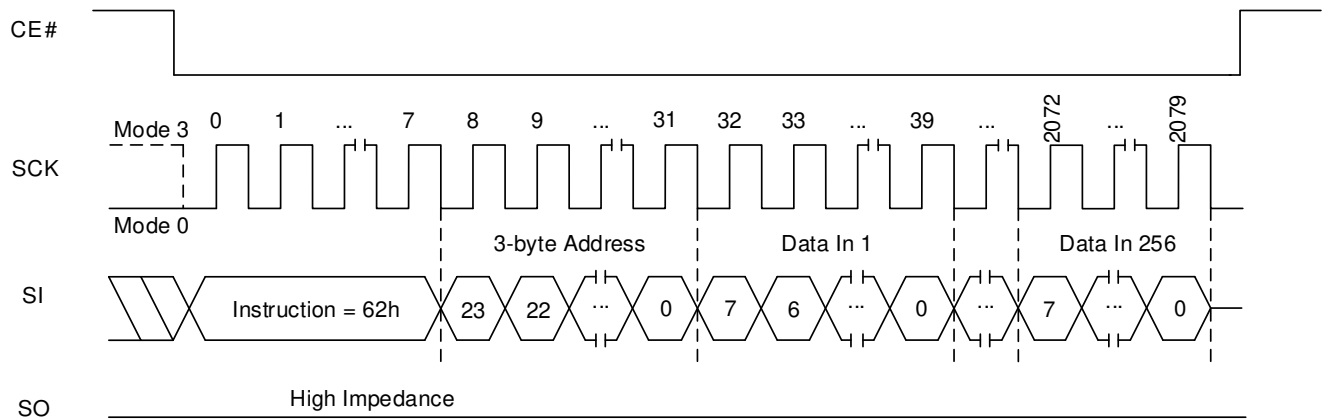 CE#
Mode 3 0 1 ... 7 8 9 ... 31 32 33 ... 39 ... 2072 ... 2079
SCK
Mode 0
3-byte Address Data In 1 Data In 256
SI Instruction = 62h 23 22 ... 0 7 6 ... 0 ... 7 ... 0
High Impedance
SO